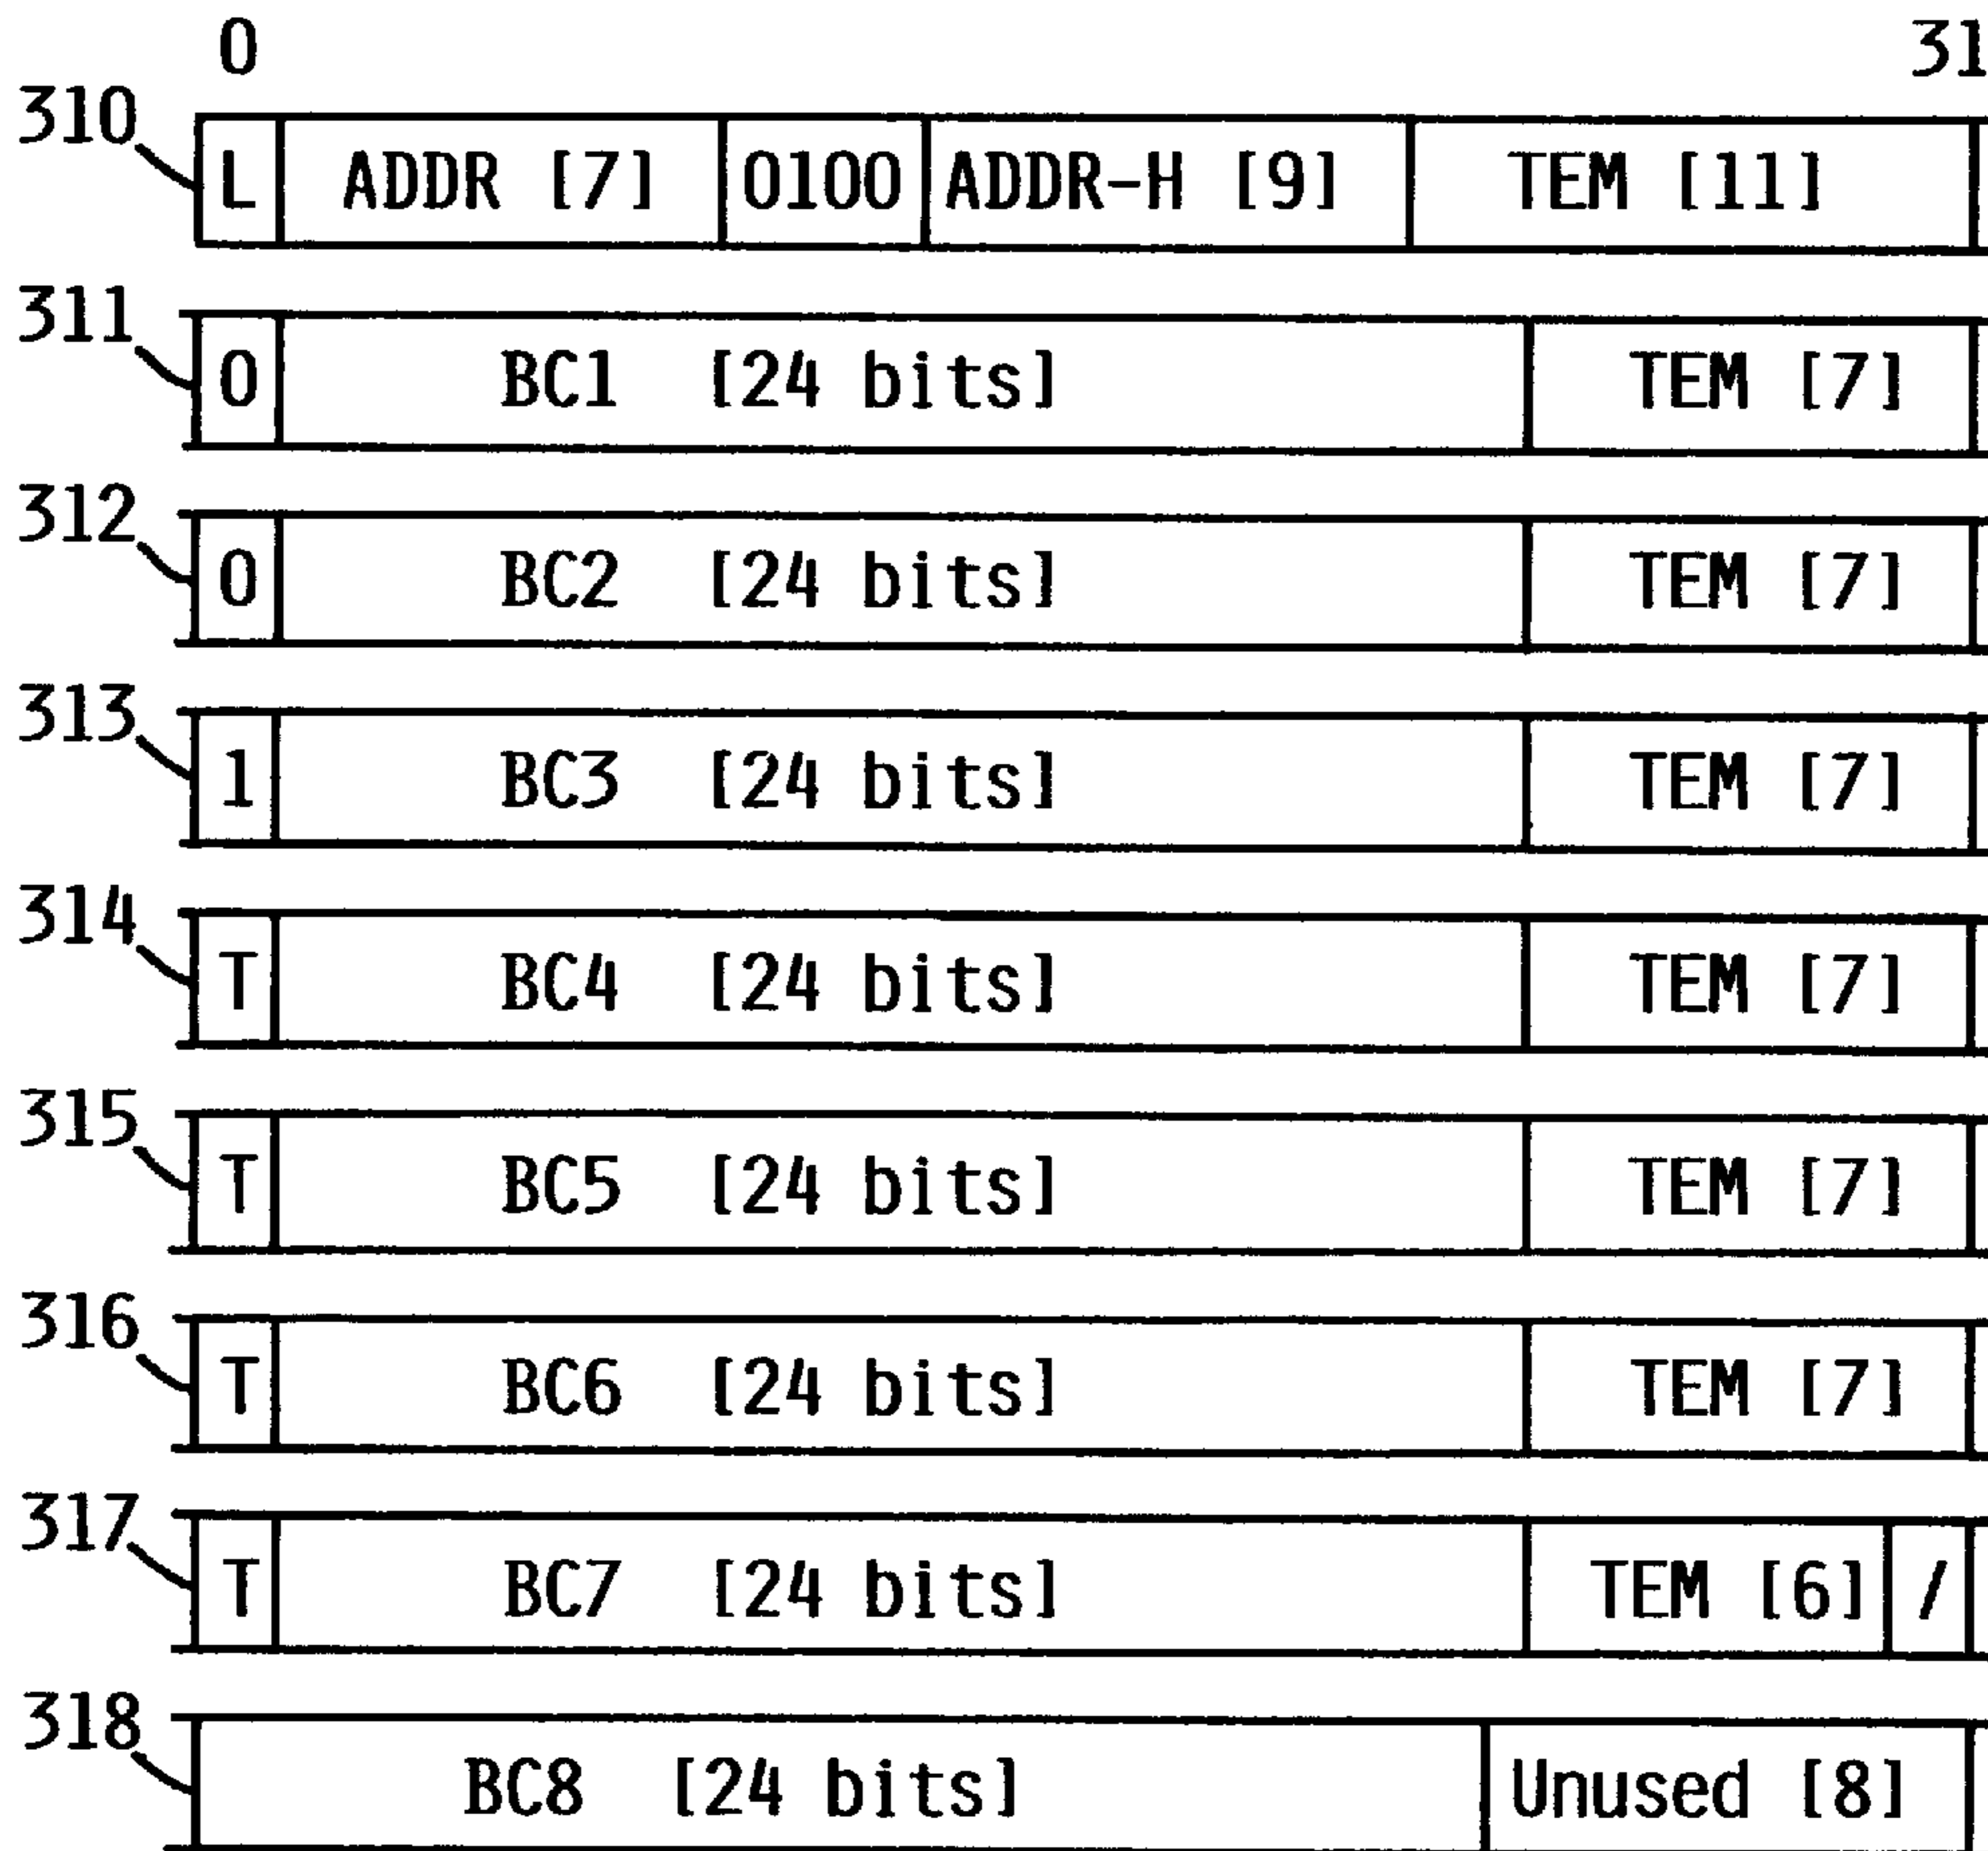 0 31
310 L ADDR [7] 0100 ADDR-H [9] TEM [11]
311 0 BC1 [24 bits] TEM [7]
312 0 BC2 [24 bits] TEM [7]
313 1 BC3 [24 bits] TEM [7]
314 T BC4 [24 bits] TEM [7]
315 T BC5 [24 bits] TEM [7]
316 T BC6 [24 bits] TEM [7]
317 T BC7 [24 bits] TEM [6] /
318 BC8 [24 bits] Unused [8]